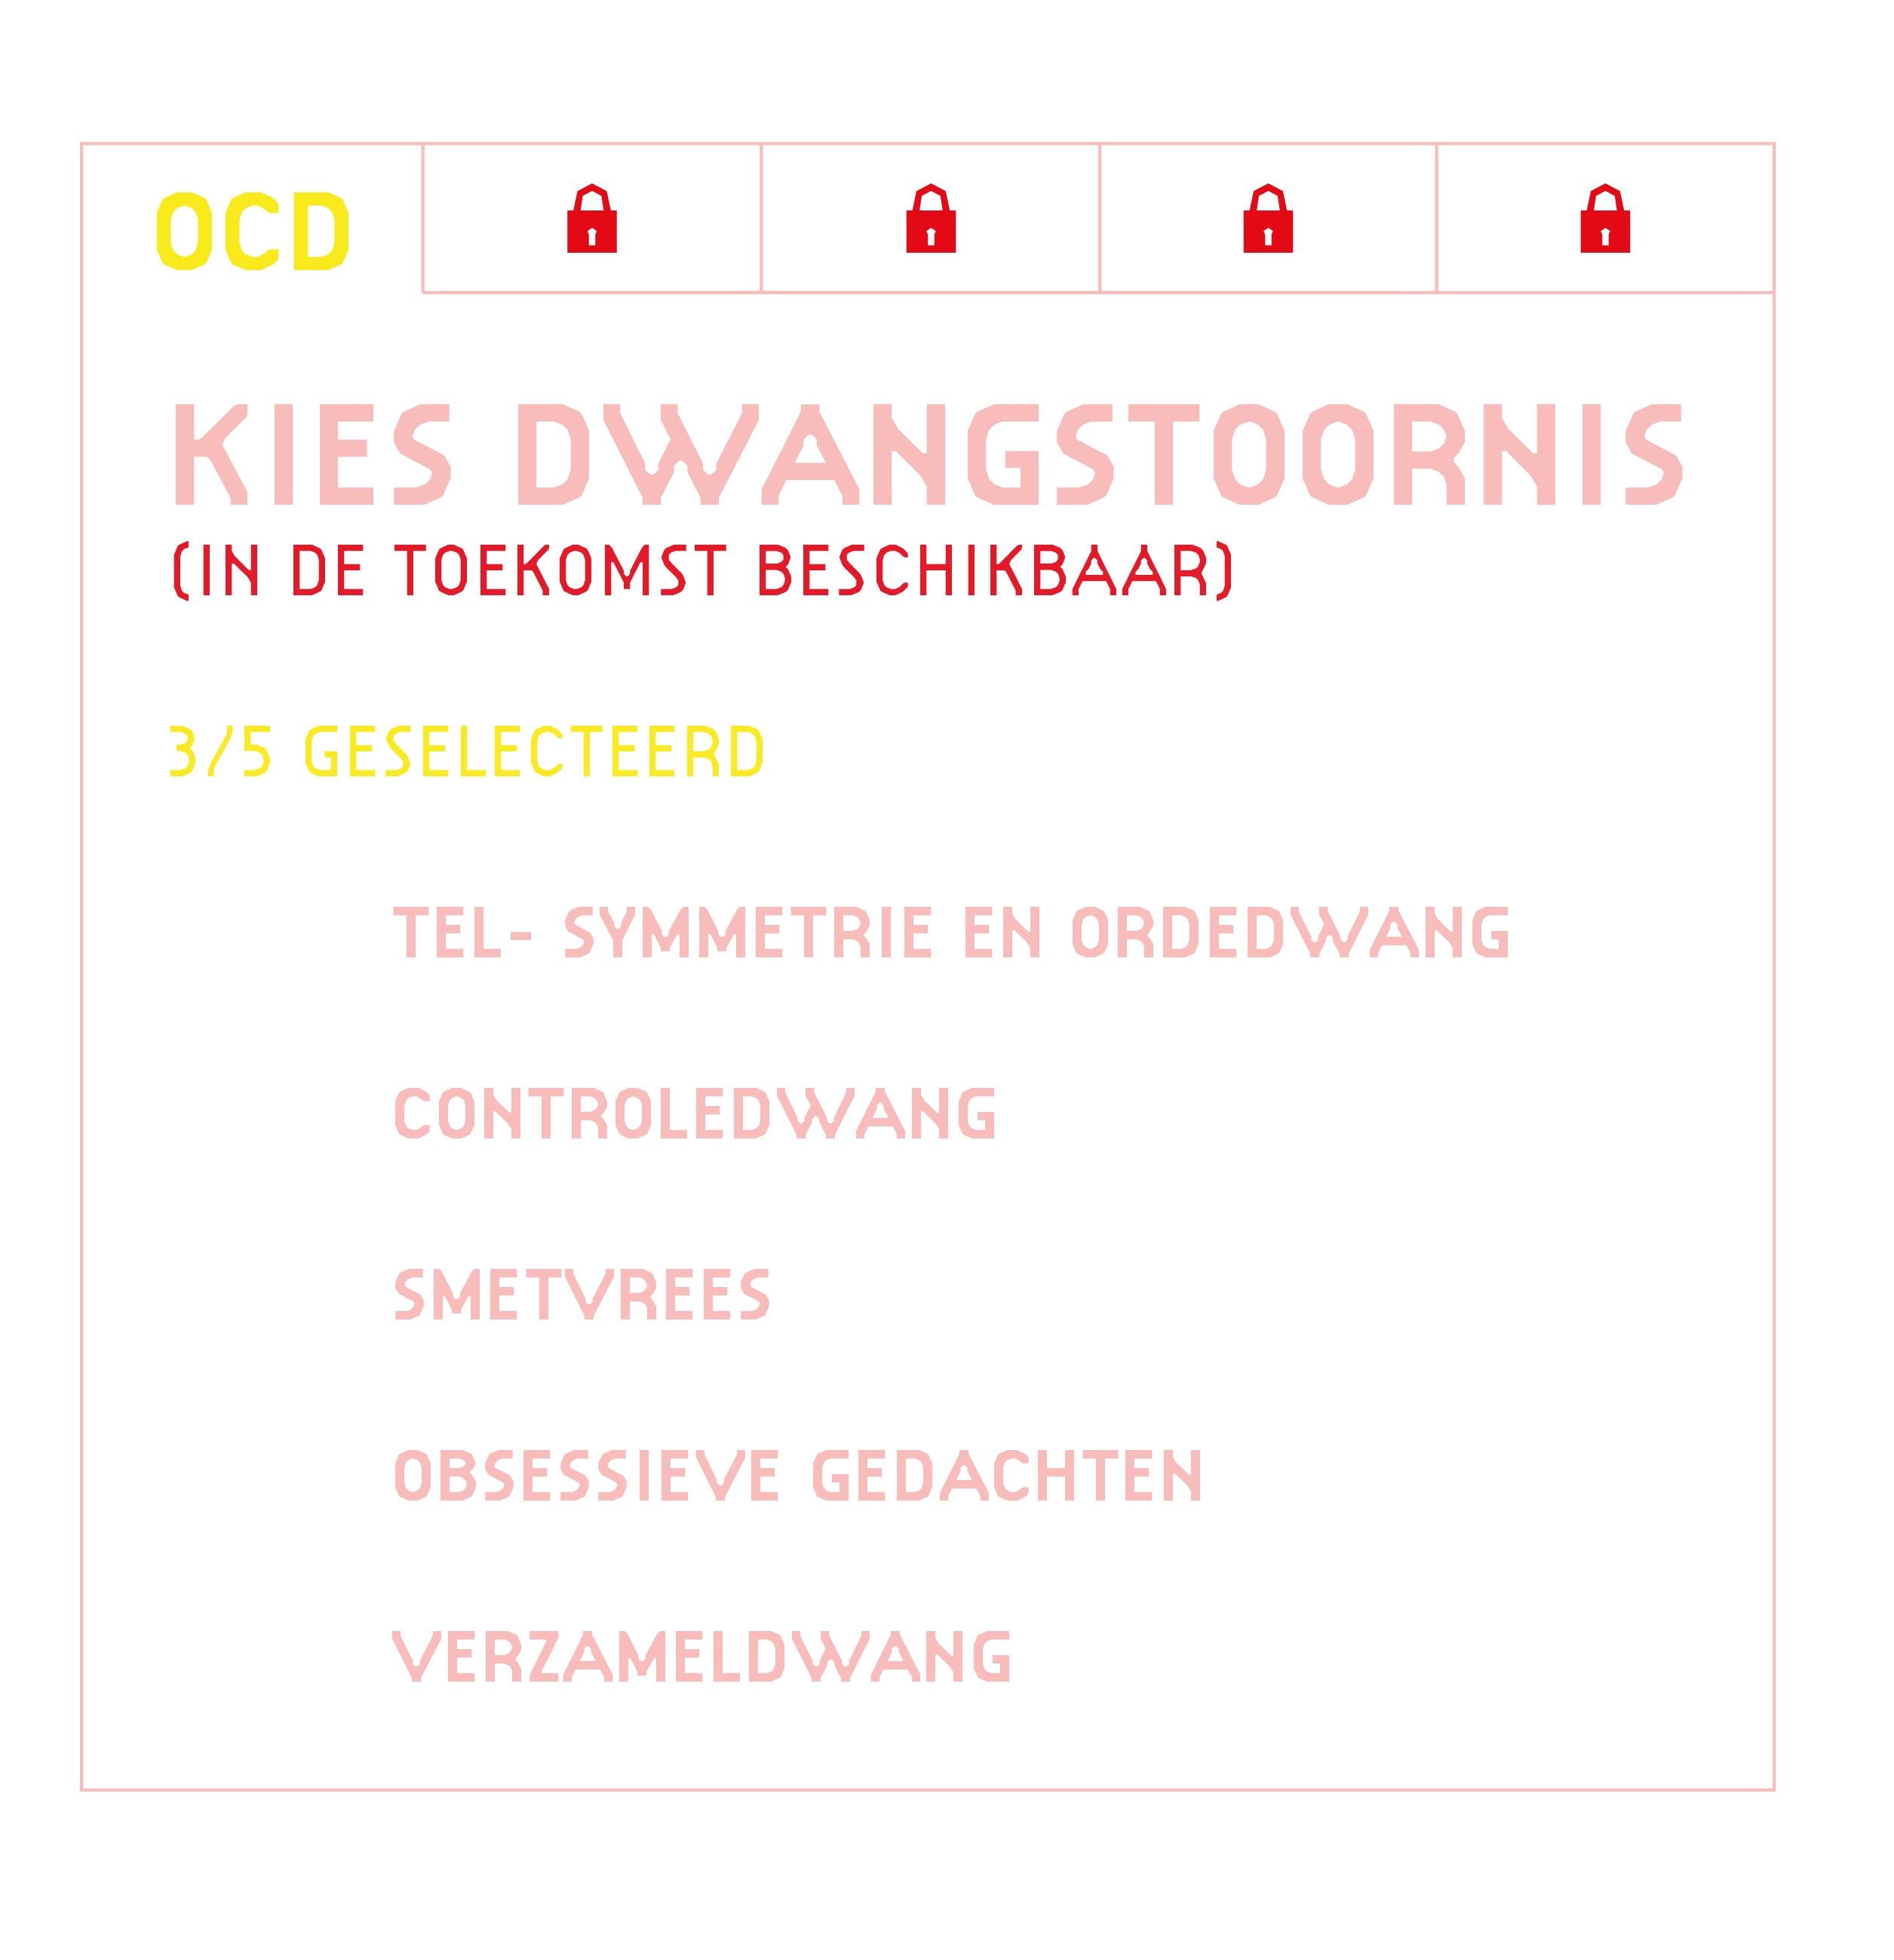 OCD
KIES DWANGSTOORNIS
(IN DE TOEKOMST BESCHIKBAAR)
3/5 GESELECTEERD
TEL- SYMMETRIE EN ORDEDWANG
CONTROLEDWANG
SMETVREES
OBSESSIEVE GEDACHTEN
VERZAMELDWANG